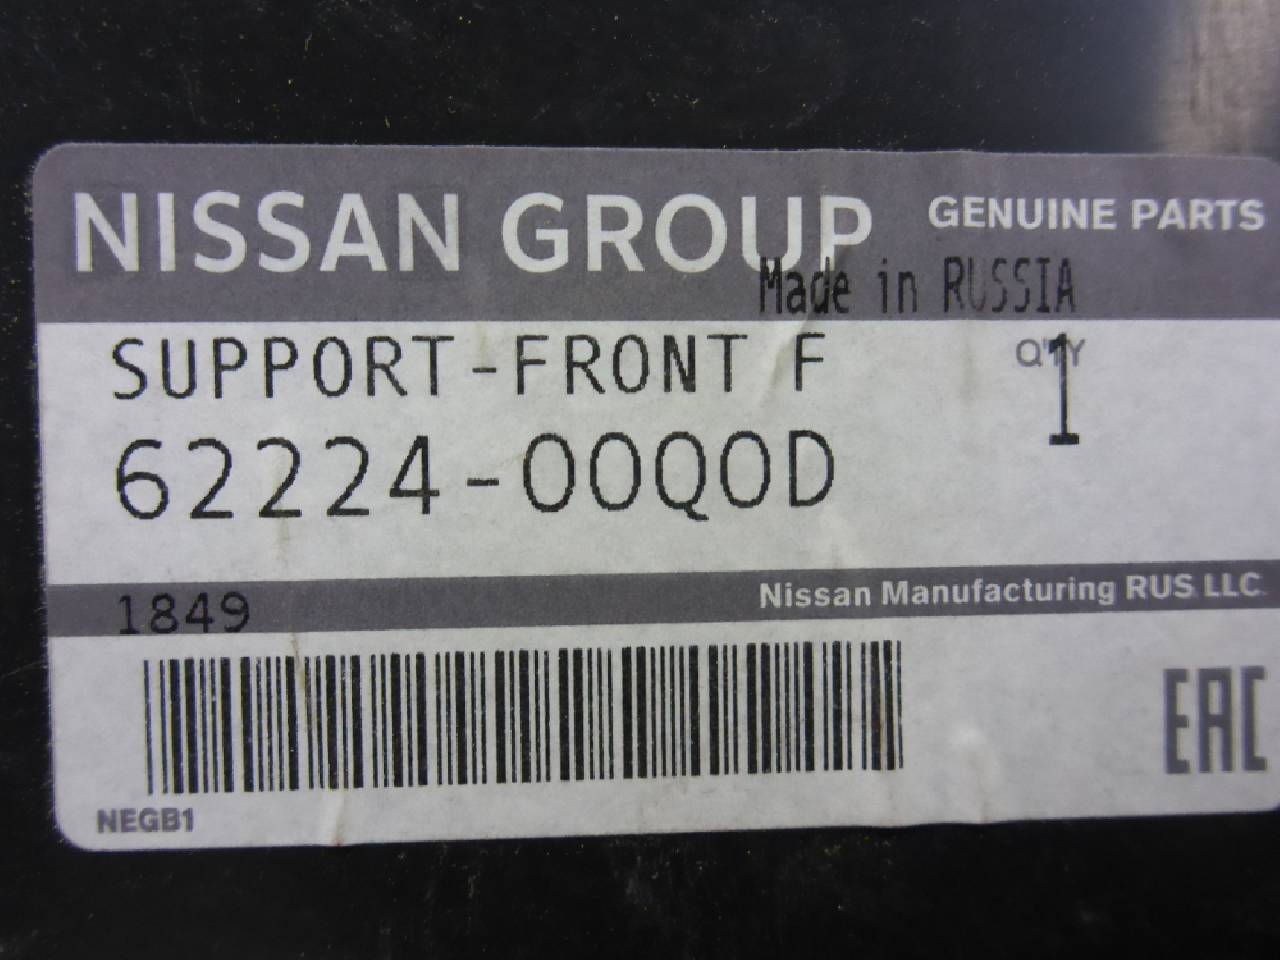 NISSAN GROUP
GENUINE PARTS
Made in RUSSIA
SUPPORT-FRONT F
Q'TY
1
62224-00Q0D
Nissan Manufacturing RUS LLC
1849
EAC
NEGB1